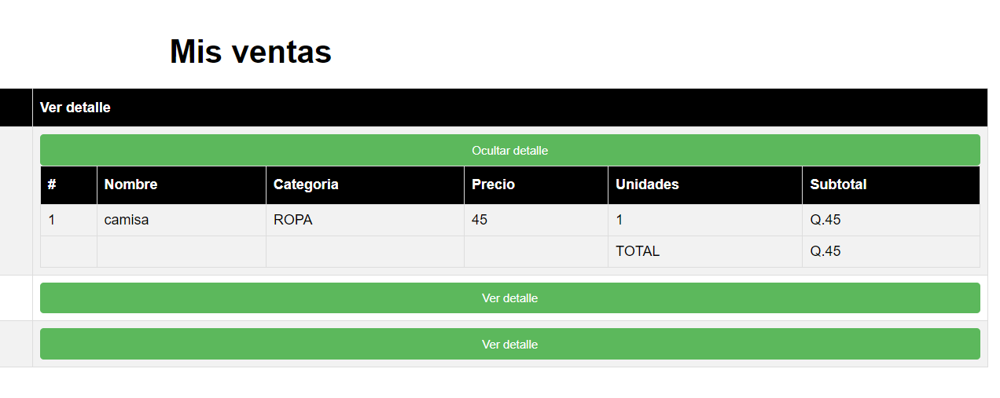 Mis ventas
Ver detalle
Ocultar detalle
# Nombre Categoria Precio Unidades Subtotal
1 camisa ROPA 45 1 Q.45
TOTAL Q.45
Ver detalle
Ver detalle